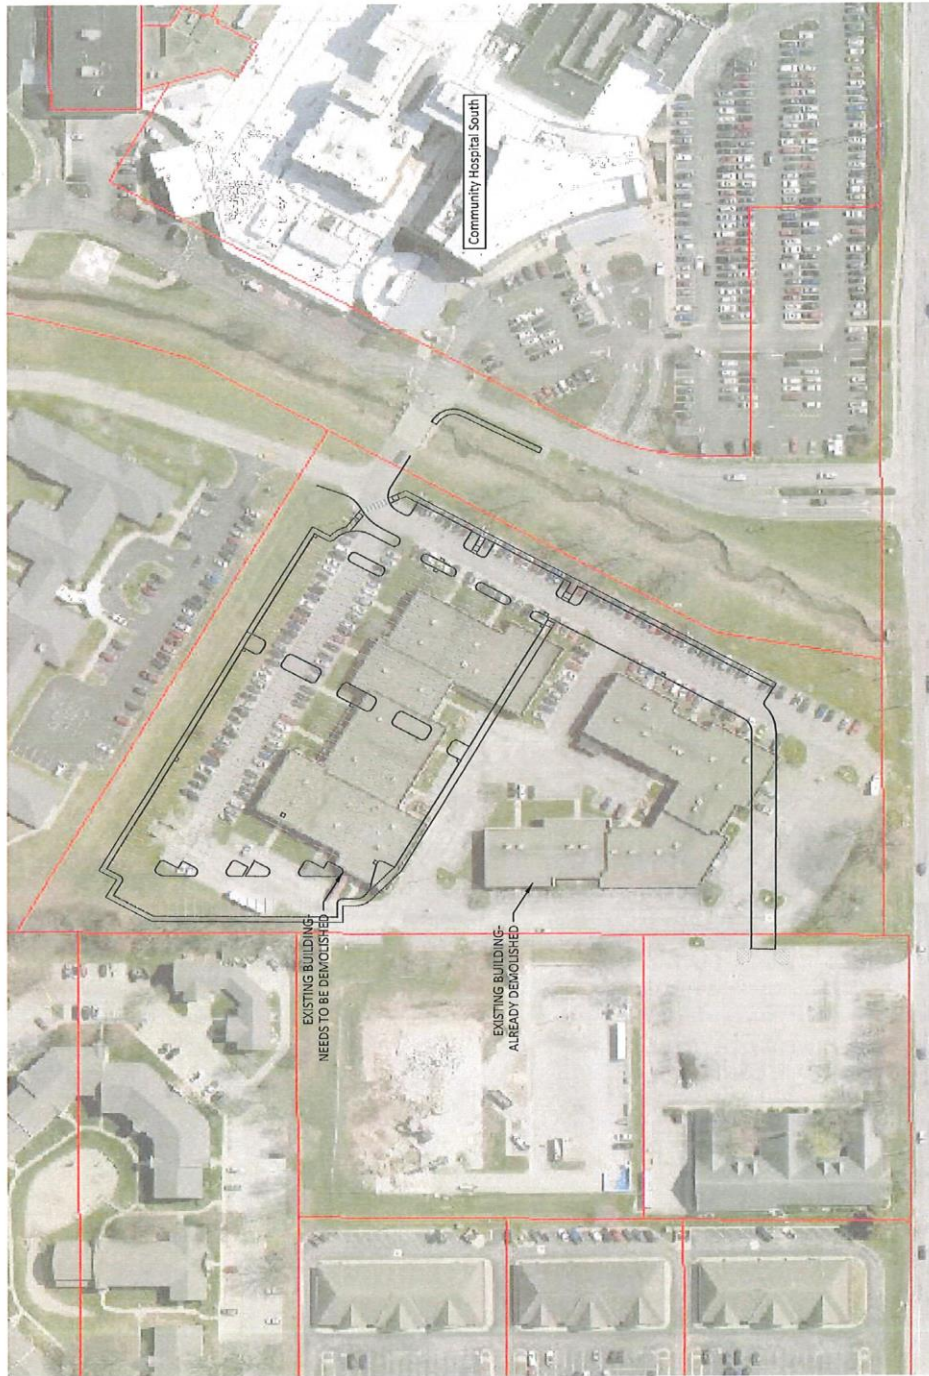 Community Hospital South
EXISTING BUILDING-
NEEDS TO BE DEMOLISHED
EXISTING BUILDING-
ALREADY DEMOLISHED